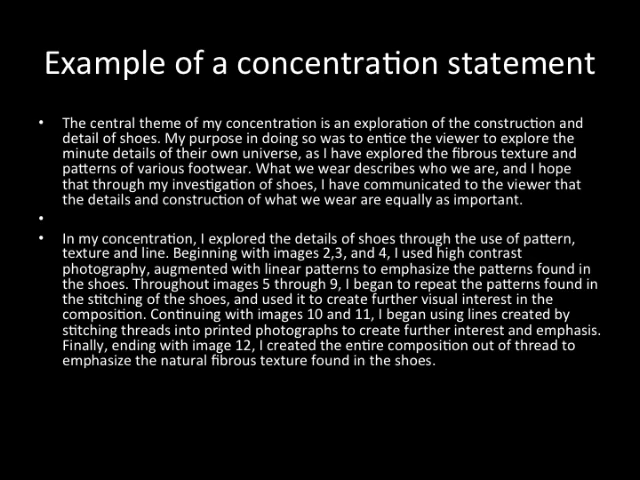 Example of a concentration statement
• The central theme of my concentration is an exploration of the construction and
detail of shoes. My purpose in doing so was to entice the viewer to explore the
minute details of their own universe, as I have explored the fibrous texture and
patterns of various footwear. What we wear describes who we are, and I hope
that through my investigation of shoes, I have communicated to the viewer that
the details and construction of what we wear are equally as important.
•
• In my concentration, I explored the details of shoes through the use of pattern,
texture and line. Beginning with images 2,3, and 4, I used high contrast
photography, augmented with linear patterns to emphasize the patterns found in
the shoes. Throughout images 5 through 9, I began to repeat the patterns found in
the stitching of the shoes, and used it to create further visual interest in the
composition. Continuing with images 10 and 11, I began using lines created by
stitching threads into printed photographs to create further interest and emphasis.
Finally, ending with image 12, I created the entire composition out of thread to
emphasize the natural fibrous texture found in the shoes.